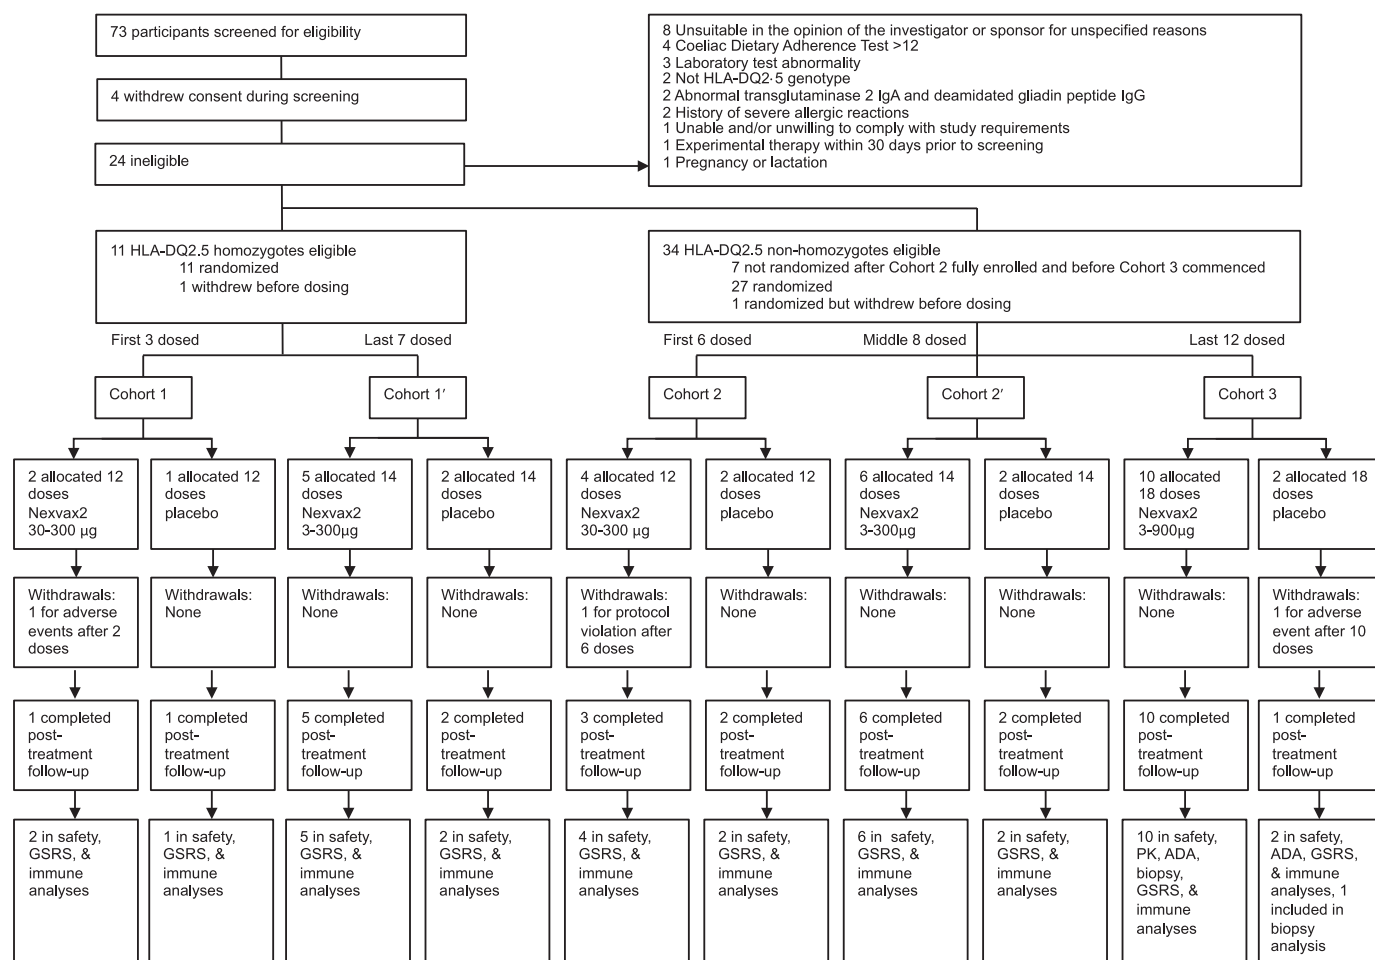 73 participants screened for eligibility
4 withdrew consent during screening
24 ineligible
8 Unsuitable in the opinion of the investigator or sponsor for unspecified reasons
4 Coeliac Dietary Adherence Test >12
3 Laboratory test abnormality
2 Not HLA-DQ2·5 genotype
2 Abnormal transglutaminase 2 IgA and deamidated gliadin peptide IgG
2 History of severe allergic reactions
1 Unable and/or unwilling to comply with study requirements
1 Experimental therapy within 30 days prior to screening
1 Pregnancy or lactation
11 HLA-DQ2.5 homozygotes eligible
11 randomized
1 withdrew before dosing
34 HLA-DQ2.5 non-homozygotes eligible
7 not randomized after Cohort 2 fully enrolled and before Cohort 3 commenced
27 randomized
1 randomized but withdrew before dosing
First 3 dosed
Last 7 dosed
First 6 dosed
Middle 8 dosed
Last 12 dosed
Cohort 1
Cohort 1′
Cohort 2
Cohort 2′
Cohort 3
2 allocated 12
doses
Nexvax2
30-300 µg
1 allocated 12
doses
placebo
5 allocated 14
doses
Nexvax2
3-300µg
2 allocated 14
doses
placebo
4 allocated 12
doses
Nexvax2
30-300 µg
2 allocated 12
doses
placebo
6 allocated 14
doses
Nexvax2
3-300µg
2 allocated 14
doses
placebo
10 allocated
18 doses
Nexvax2
3-900µg
2 allocated 18
doses
placebo
Withdrawals:
1 for adverse
events after 2
doses
Withdrawals:
None
Withdrawals:
None
Withdrawals:
None
Withdrawals:
1 for protocol
violation after
6 doses
Withdrawals:
None
Withdrawals:
None
Withdrawals:
None
Withdrawals:
None
Withdrawals:
1 for adverse
event after 10
doses
1 completed
post-
treatment
follow-up
1 completed
post-
treatment
follow-up
5 completed
post-
treatment
follow-up
2 completed
post-
treatment
follow-up
3 completed
post-
treatment
follow-up
2 completed
post-
treatment
follow-up
6 completed
post-
treatment
follow-up
2 completed
post-
treatment
follow-up
10 completed
post-
treatment
follow-up
1 completed
post-
treatment
follow-up
2 in safety,
GSRS, &
immune
analyses
1 in safety,
GSRS, &
immune
analyses
5 in safety,
GSRS, &
immune
analyses
2 in safety,
GSRS, &
immune
analyses
4 in safety,
GSRS, &
immune
analyses
2 in safety,
GSRS, &
immune
analyses
6 in safety,
GSRS, &
immune
analyses
2 in safety,
GSRS, &
immune
analyses
10 in safety,
PK, ADA,
biopsy,
GSRS, &
immune
analyses
2 in safety,
ADA, GSRS,
& immune
analyses, 1
included in
biopsy
analysis